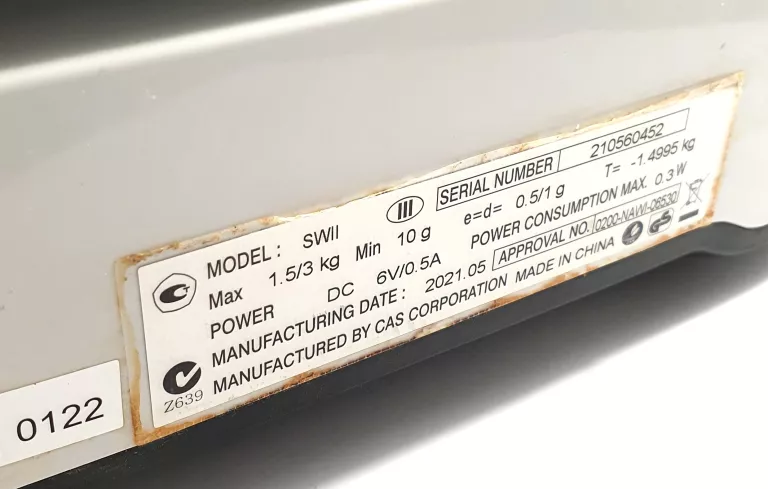 MODEL : SWII III SERIAL NUMBER 210560452
Max 1.5/3 kg Min 10 g e=d= 0.5/1 g T= -1.4995 kg
POWER DC 6V/0.5A POWER CONSUMPTION MAX. 0.3 W
MANUFACTURING DATE : 2021.05 APPROVAL NO. 0200-NAWI-06530
MANUFACTURED BY CAS CORPORATION MADE IN CHINA
Z639
0122